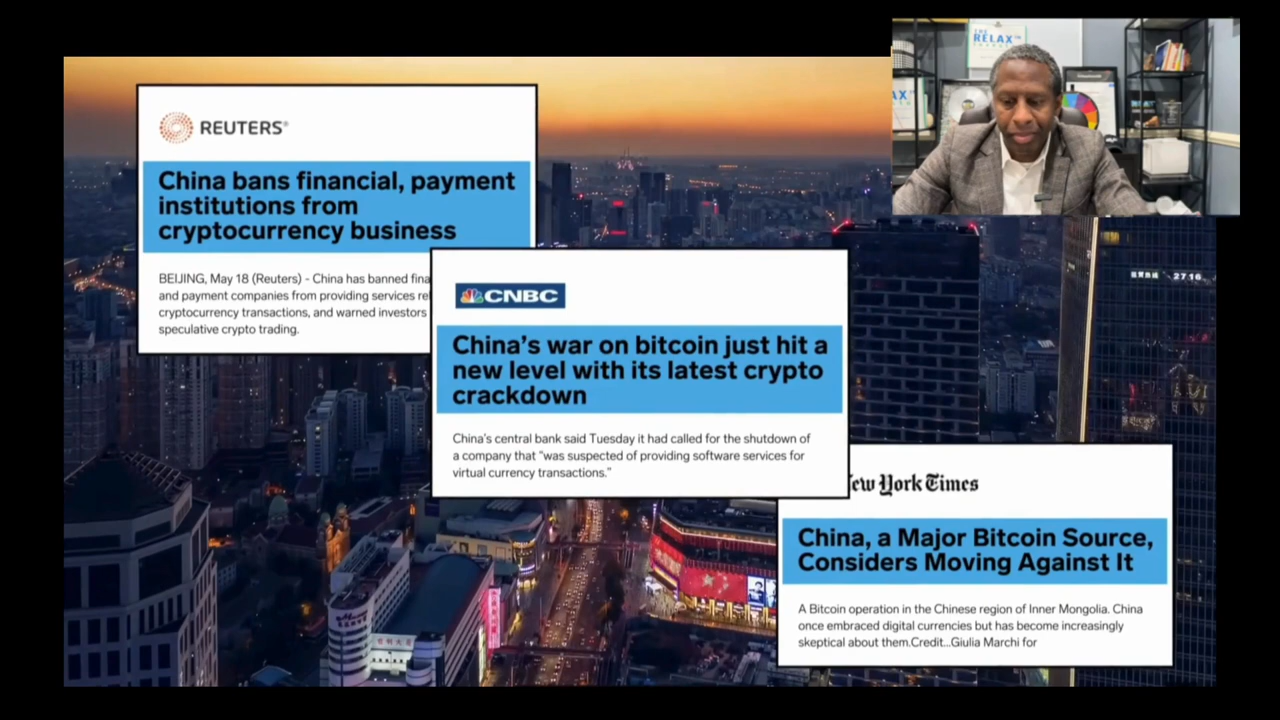 REUTERS®
China bans financial, payment
institutions from
cryptocurrency business
BEIJING, May 18 (Reuters) - China has banned fina
and payment companies from providing services re
cryptocurrency transactions, and warned investors
speculative crypto trading.
CNBC
China's war on bitcoin just hit a
new level with its latest crypto
crackdown
China's central bank said Tuesday it had called for the shutdown of
a company that "was suspected of providing software services for
virtual currency transactions."
ew York Times
China, a Major Bitcoin Source,
Considers Moving Against It
A Bitcoin operation in the Chinese region of Inner Mongolia. China
once embraced digital currencies but has become increasingly
skeptical about them.Credit...Giulia Marchi for
THE
RELAX
AX
27.16